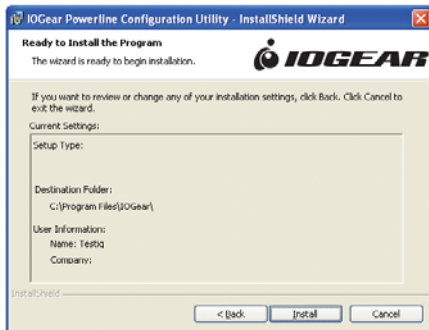 IOGear Powerline Configuration Utility - InstallShield Wizard
Ready to Install the Program
The wizard is ready to begin installation.
IOGEAR
If you want to review or change any of your installation settings, click Back. Click Cancel to
exit the wizard.
Current Settings:
Setup Type:
Destination Folder:
C:\Program Files\IOGear\
User Information:
Name: Testiq
Company:
InstallShield
< Back
Install
Cancel